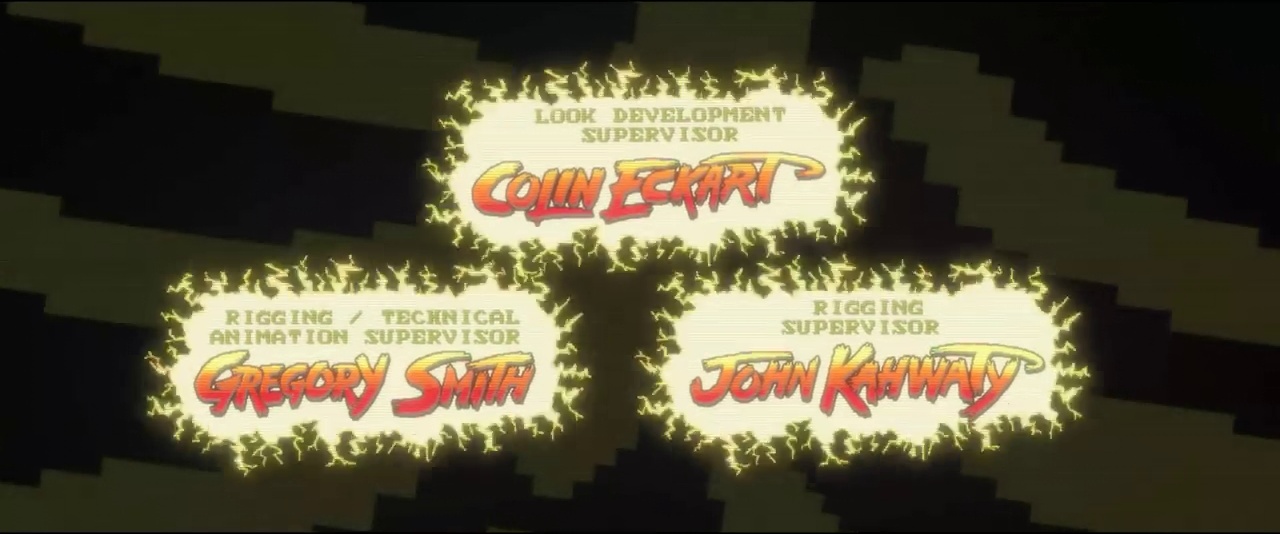 LOOK DEVELOPMENT
SUPERVISOR
COLIN ECKART
RIGGING / TECHNICAL
ANIMATION SUPERVISOR
GREGORY SMITH
RIGGING
SUPERVISOR
JOHN KAHWATY